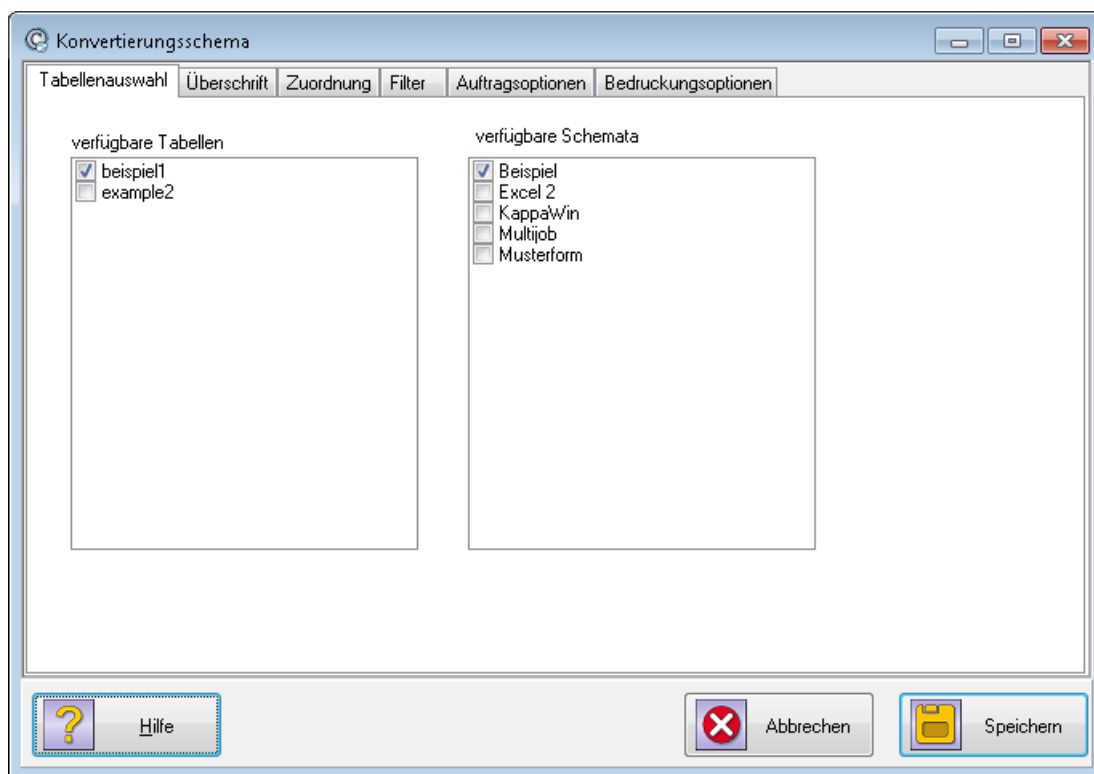 Konvertierungsschema
Tabellenauswahl Überschrift Zuordnung Filter Auftragsoptionen Bedruckungsoptionen
verfügbare Tabellen
beispiel1
example2
verfügbare Schemata
Beispiel
Excel 2
KappaWin
Multijob
Musterform
Hilfe Abbrechen Speichern